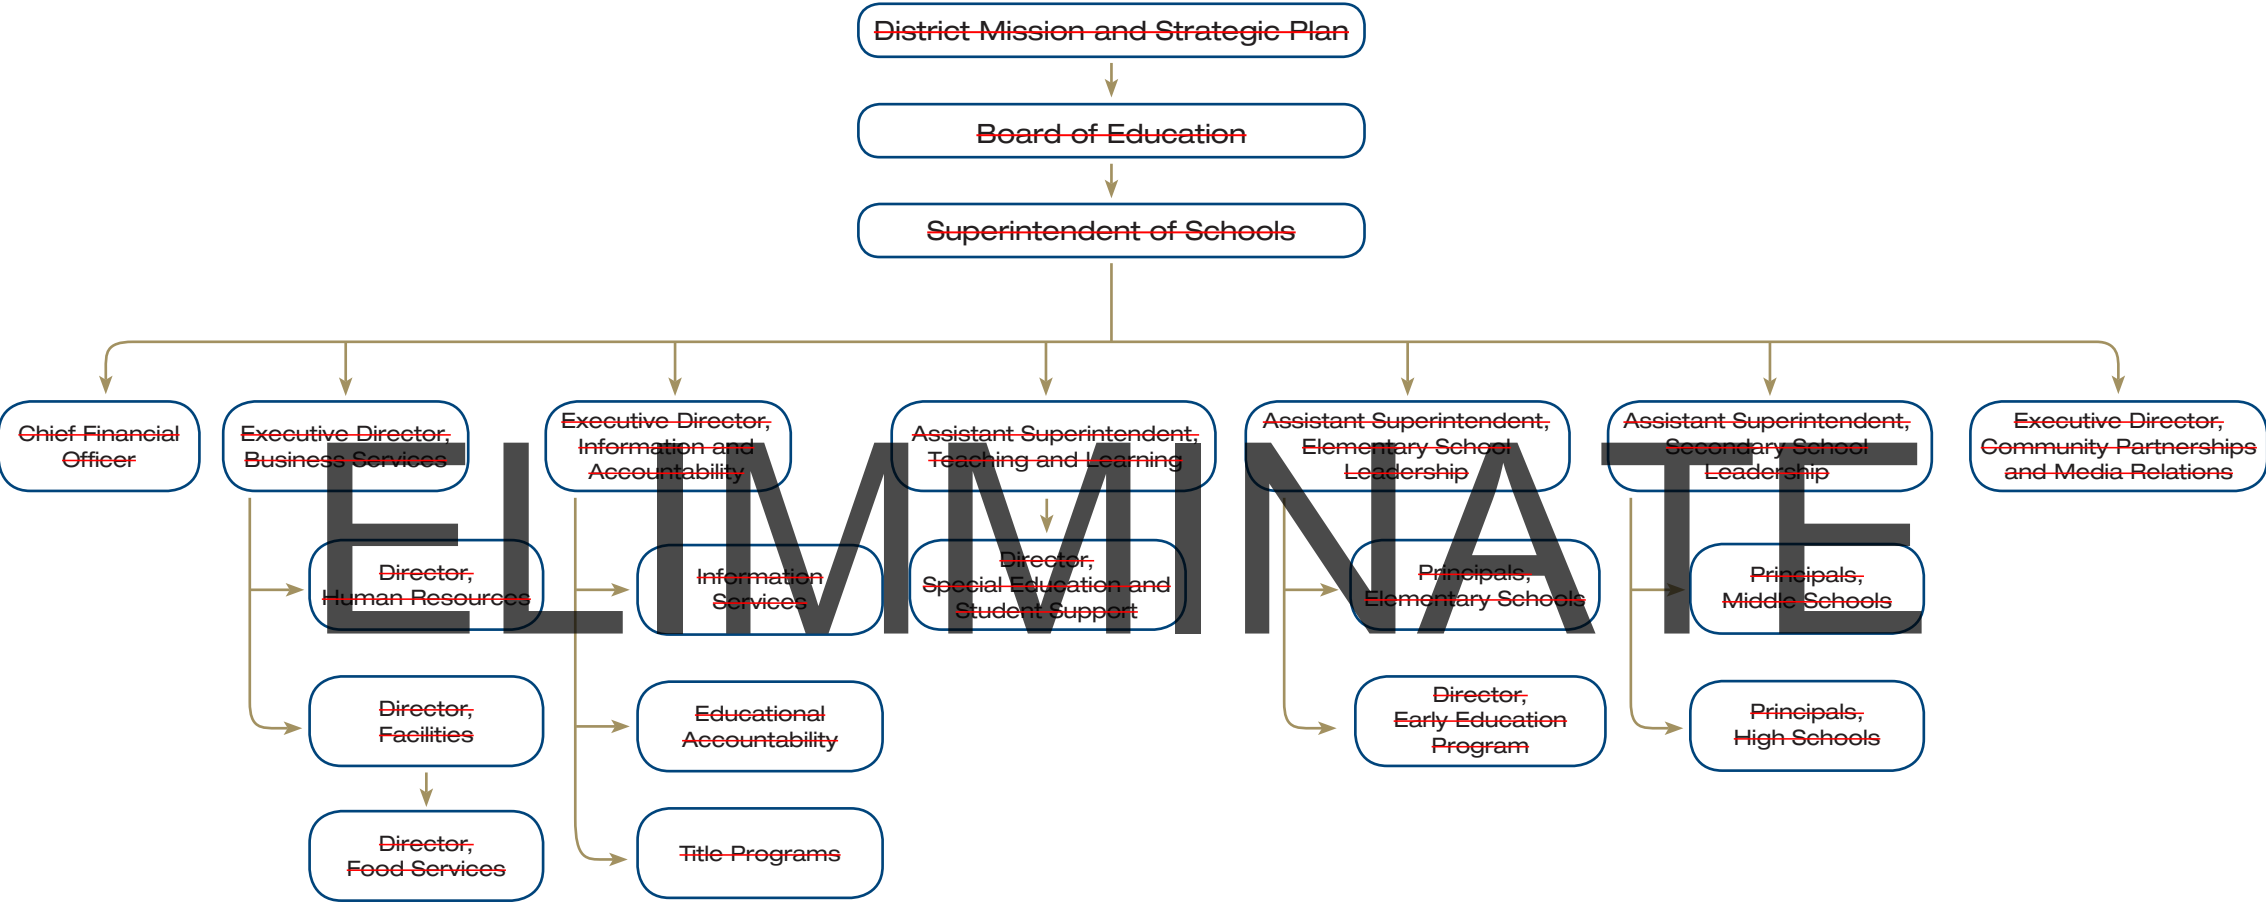 District Mission and Strategic Plan
Board of Education
Superintendent of Schools
Chief Financial
Officer
Executive Director,
Business Services
Executive Director,
Information and
Accountability
Assistant Superintendent,
Teaching and Learning
Assistant Superintendent,
Elementary School
Leadership
Assistant Superintendent,
Secondary School
Leadership
Executive Director,
Community Partnerships
and Media Relations
ELIMMINATE
Director,
Human Resources
Information
Services
Director,
Special Education and
Student Support
Principals,
Elementary Schools
Principals,
Middle Schools
Director,
Facilities
Educational
Accountability
Director,
Early Education
Program
Principals,
High Schools
Director,
Food Services
Title Programs